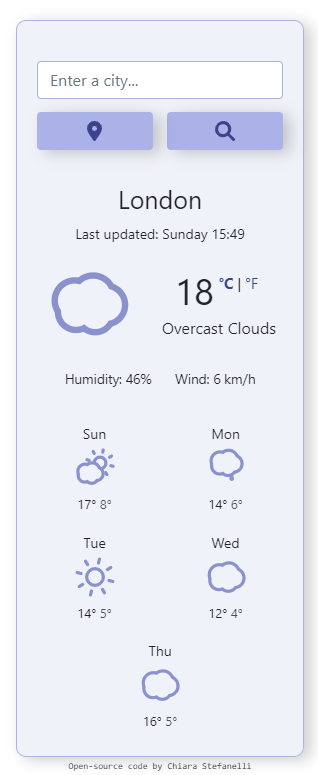 Enter a city...
London
Last updated: Sunday 15:49
18 °C | °F
Overcast Clouds
Humidity: 46% Wind: 6 km/h
Sun Mon
17° 8° 14° 6°
Tue Wed
14° 5° 12° 4°
Thu
16° 5°
Open-source code by Chiara Stefanelli